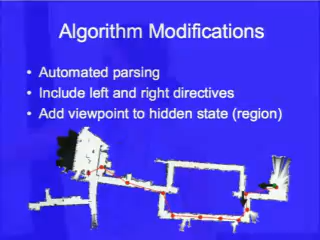 Algorithm Modifications
• Automated parsing
• Include left and right directives
• Add viewpoint to hidden state (region)